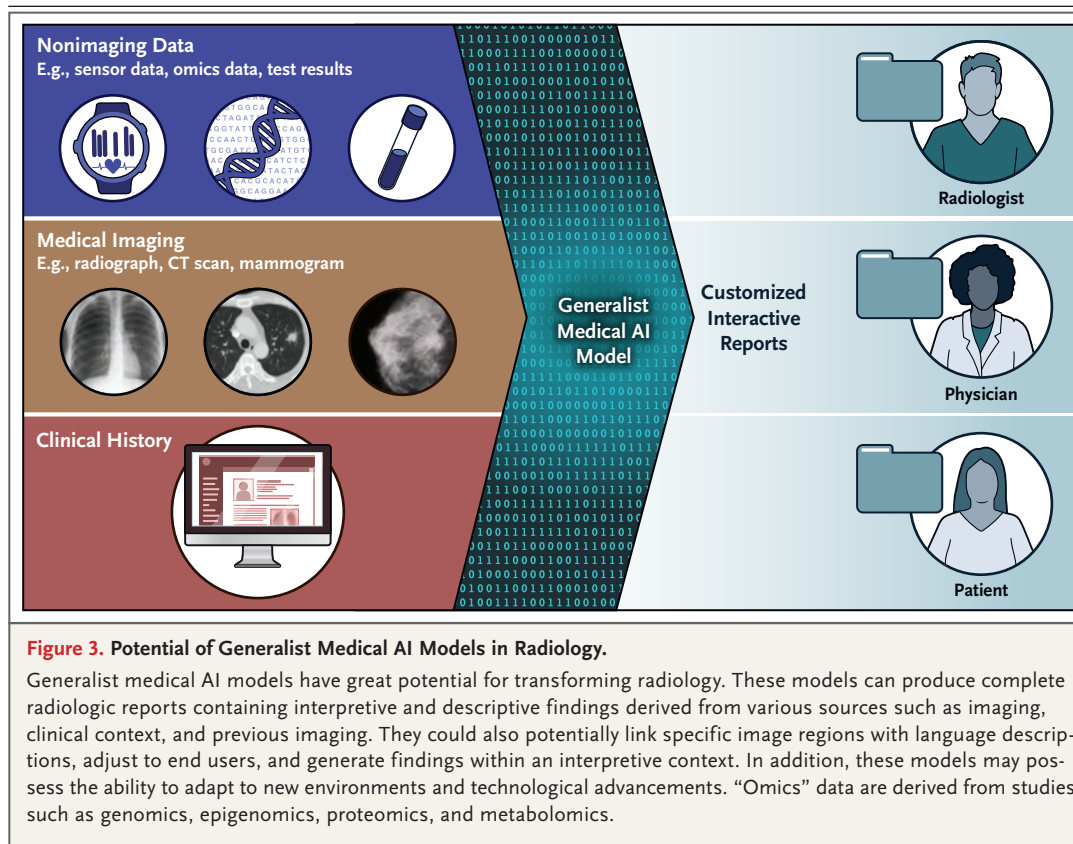 Nonimaging Data
E.g., sensor data, omics data, test results
Medical Imaging
E.g., radiograph, CT scan, mammogram
Clinical History
Generalist
Medical AI
Model
Customized
Interactive
Reports
Radiologist
Physician
Patient
Figure 3. Potential of Generalist Medical AI Models in Radiology.
Generalist medical AI models have great potential for transforming radiology. These models can produce complete
radiologic reports containing interpretive and descriptive findings derived from various sources such as imaging,
clinical context, and previous imaging. They could also potentially link specific image regions with language descrip-
tions, adjust to end users, and generate findings within an interpretive context. In addition, these models may pos-
sess the ability to adapt to new environments and technological advancements. “Omics” data are derived from studies
such as genomics, epigenomics, proteomics, and metabolomics.